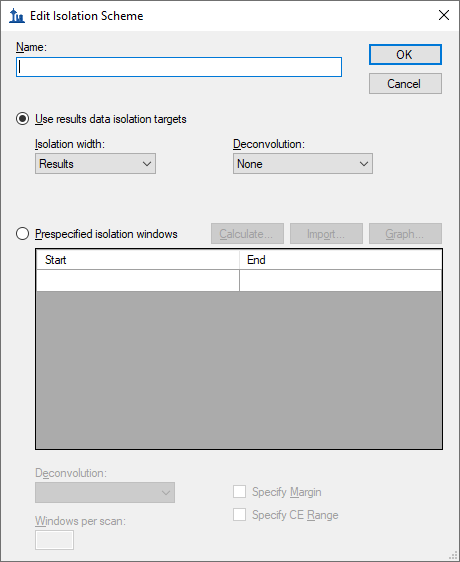 Edit Isolation Scheme
Name:
OK
Cancel
Use results data isolation targets
Isolation width:
Deconvolution:
Results
None
Prespecified isolation windows
Calculate...
Import...
Graph...
Start
End
Deconvolution:
Specify Margin
Specify CE Range
Windows per scan: